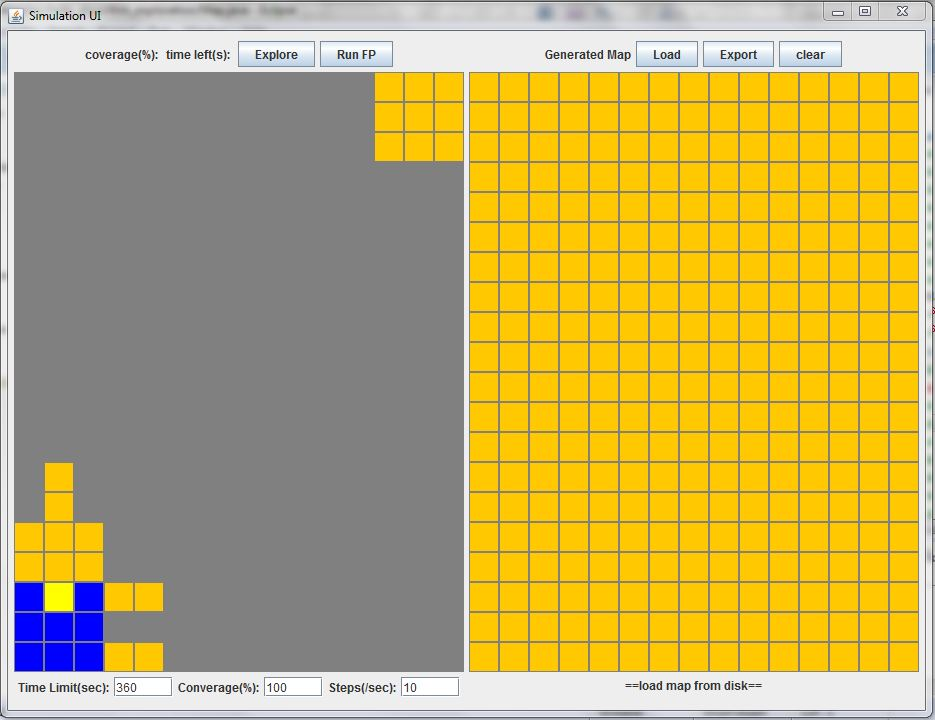 Simulation UI
coverage(%): time left(s): Explore Run FP Generated Map Load Export clear
Time Limit(sec): 360 Converage(%): 100 Steps(/sec): 10 ==load map from disk==